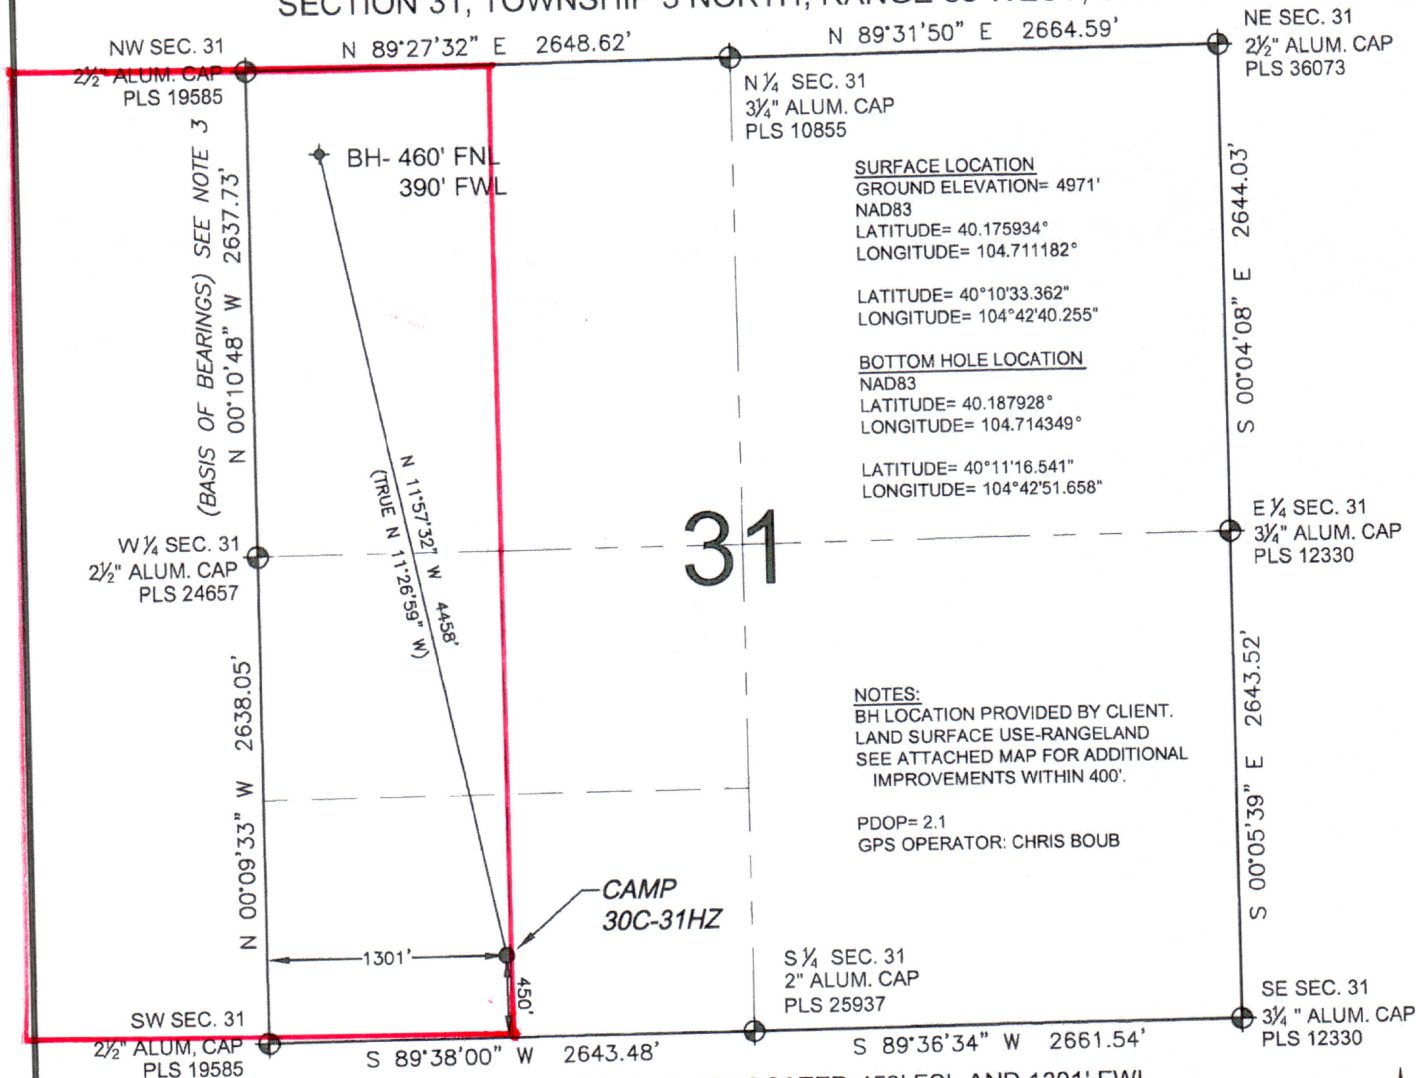 SECTION 31, TOWNSHIP 3 NORTH, RANGE
NW SEC. 31
2½" ALUM. CAP
PLS 19585
N 89°27'32" E 2648.62'
N 89°31'50" E 2664.59'
NE SEC. 31
2½" ALUM. CAP
PLS 36073
N ¼ SEC. 31
3¼" ALUM. CAP
PLS 10855
BH- 460' FNL
390' FWL
(BASIS OF BEARINGS) SEE NOTE 3
N 00°10'48" W 2637.73'
SURFACE LOCATION
GROUND ELEVATION= 4971'
NAD83
LATITUDE= 40.175934°
LONGITUDE= 104.711182°
LATITUDE= 40°10'33.362"
LONGITUDE= 104°42'40.255"
BOTTOM HOLE LOCATION
NAD83
LATITUDE= 40.187928°
LONGITUDE= 104.714349°
LATITUDE= 40°11'16.541"
LONGITUDE= 104°42'51.658"
S 00°04'08" E 2644.03'
N 11°57'32" W 4458'
(TRUE N 11°26'59" W)
31
W ¼ SEC. 31
2½" ALUM. CAP
PLS 24657
E ¼ SEC. 31
3¼" ALUM. CAP
PLS 12330
N 00°09'33" W 2638.05'
NOTES:
BH LOCATION PROVIDED BY CLIENT.
LAND SURFACE USE-RANGELAND
SEE ATTACHED MAP FOR ADDITIONAL
IMPROVEMENTS WITHIN 400'.
PDOP= 2.1
GPS OPERATOR: CHRIS BOUB
S 00°05'39" E 2643.52'
CAMP
30C-31HZ
1301'
450'
S ¼ SEC. 31
2" ALUM. CAP
PLS 25937
SW SEC. 31
2½" ALUM, CAP
PLS 19585
S 89°38'00" W 2643.48'
S 89°36'34" W 2661.54'
SE SEC. 31
3¼ " ALUM. CAP
PLS 12330
AND 1301' FWL